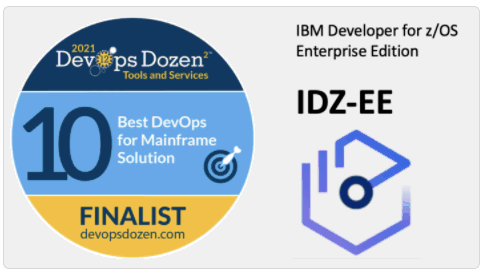 2021
DevOps Dozen²™
Tools and Services
10
Best DevOps
for Mainframe
Solution
FINALIST
devopsdozen.com
IBM Developer for z/OS
Enterprise Edition
IDZ-EE